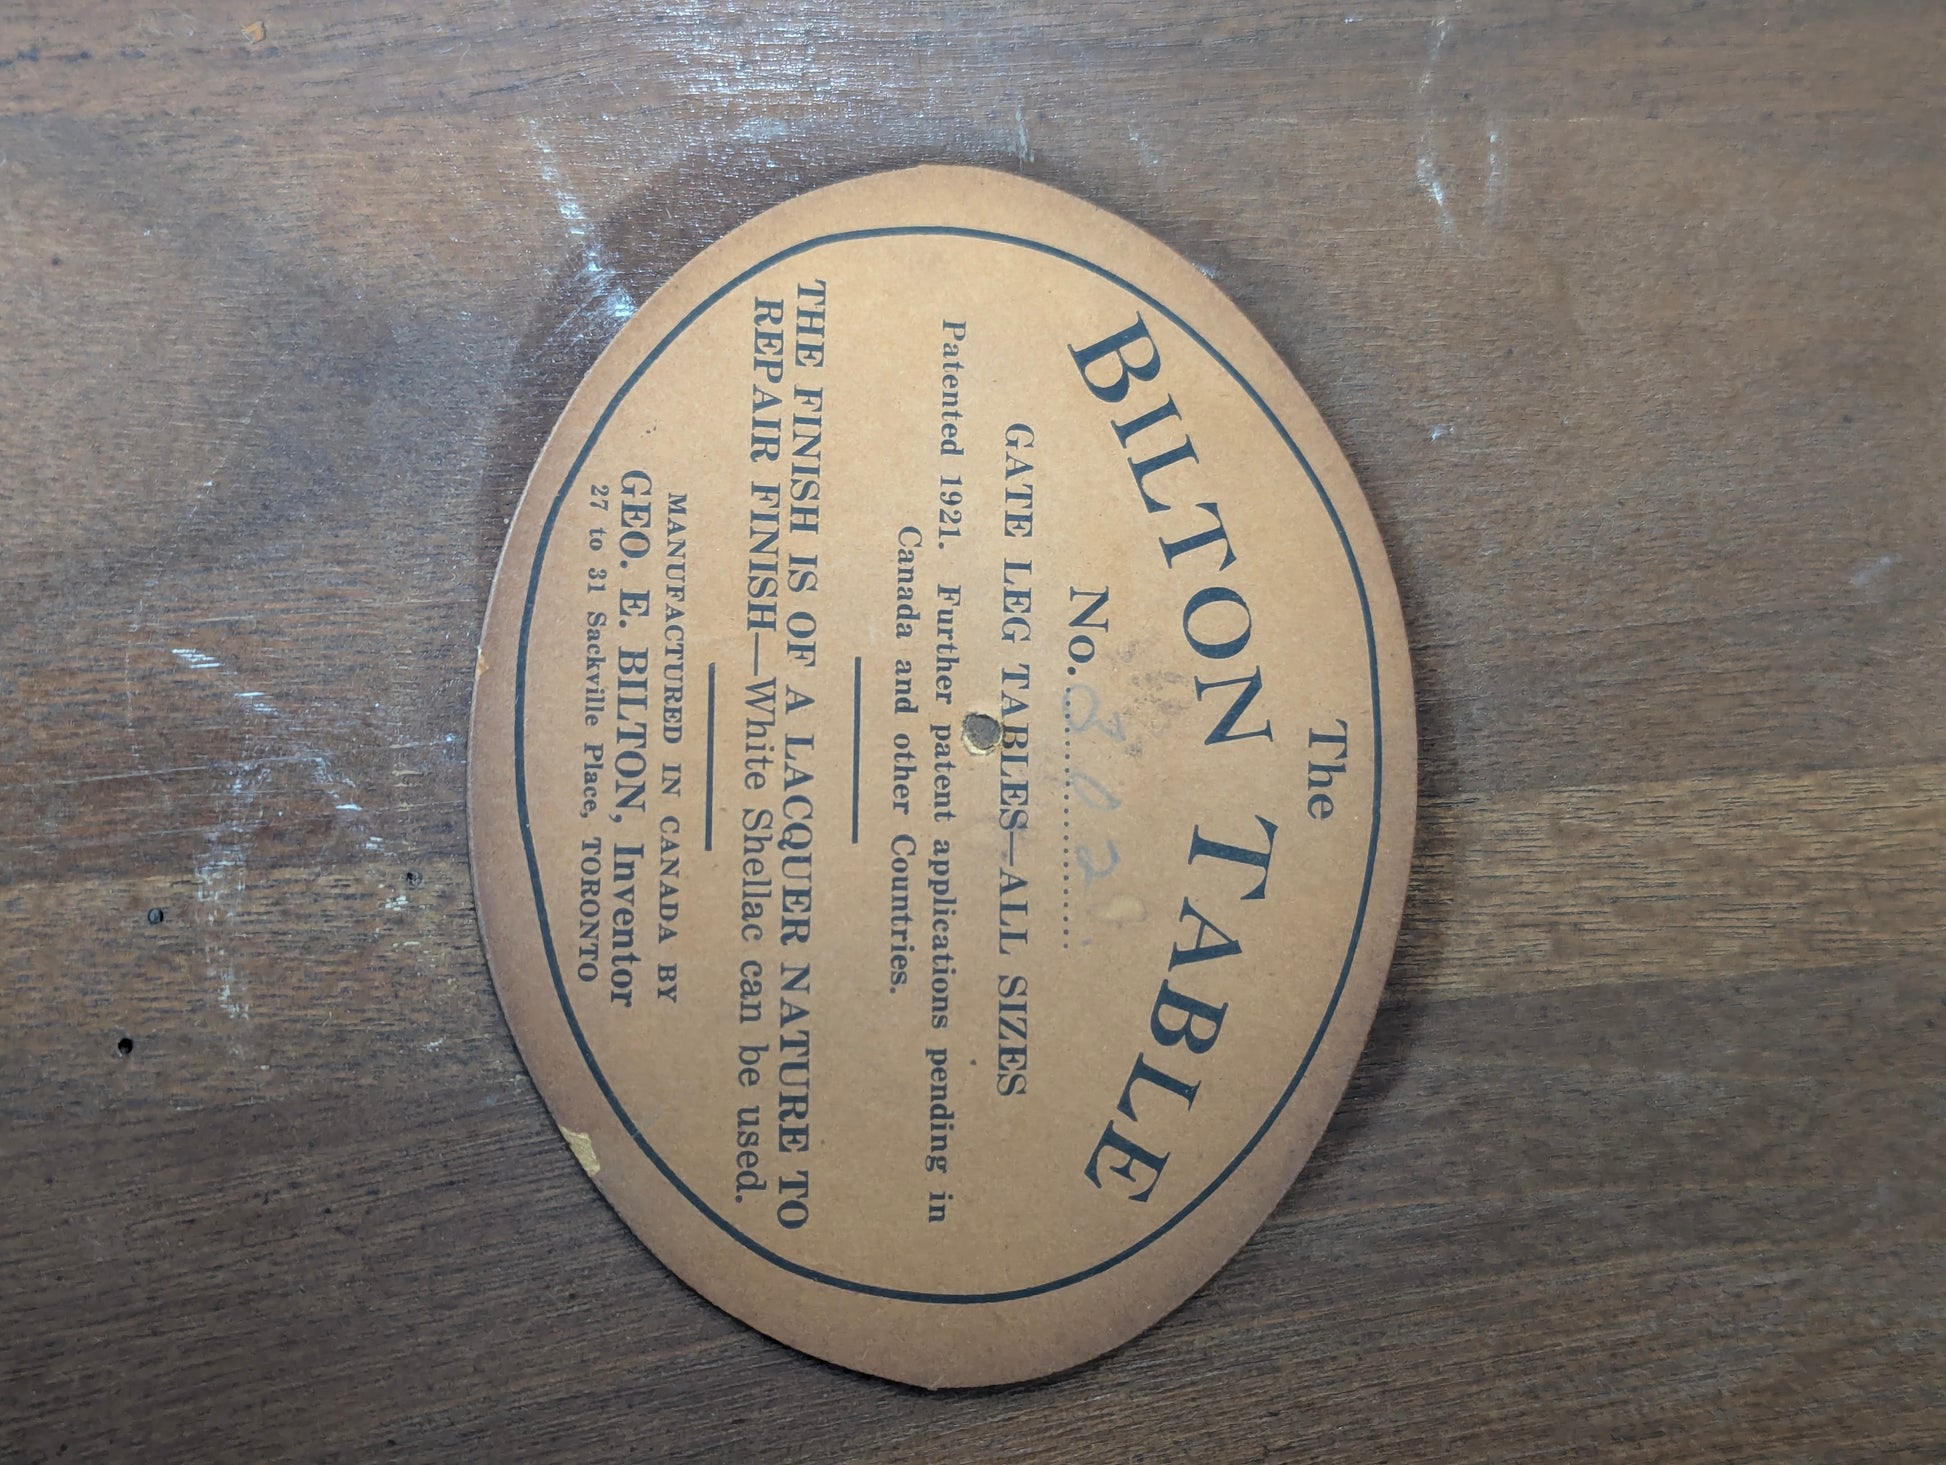 The
BILTON TABLE
No.
GATE LEG TABLES—ALL SIZES
Patented 1921. Further patent applications pending in
Canada and other Countries.
THE FINISH IS OF A LACQUER NATURE TO
REPAIR FINISH—White Shellac can be used.
MANUFACTURED IN CANADA BY
GEO. E. BILTON, Inventor
27 to 31 Sackville Place, TORONTO